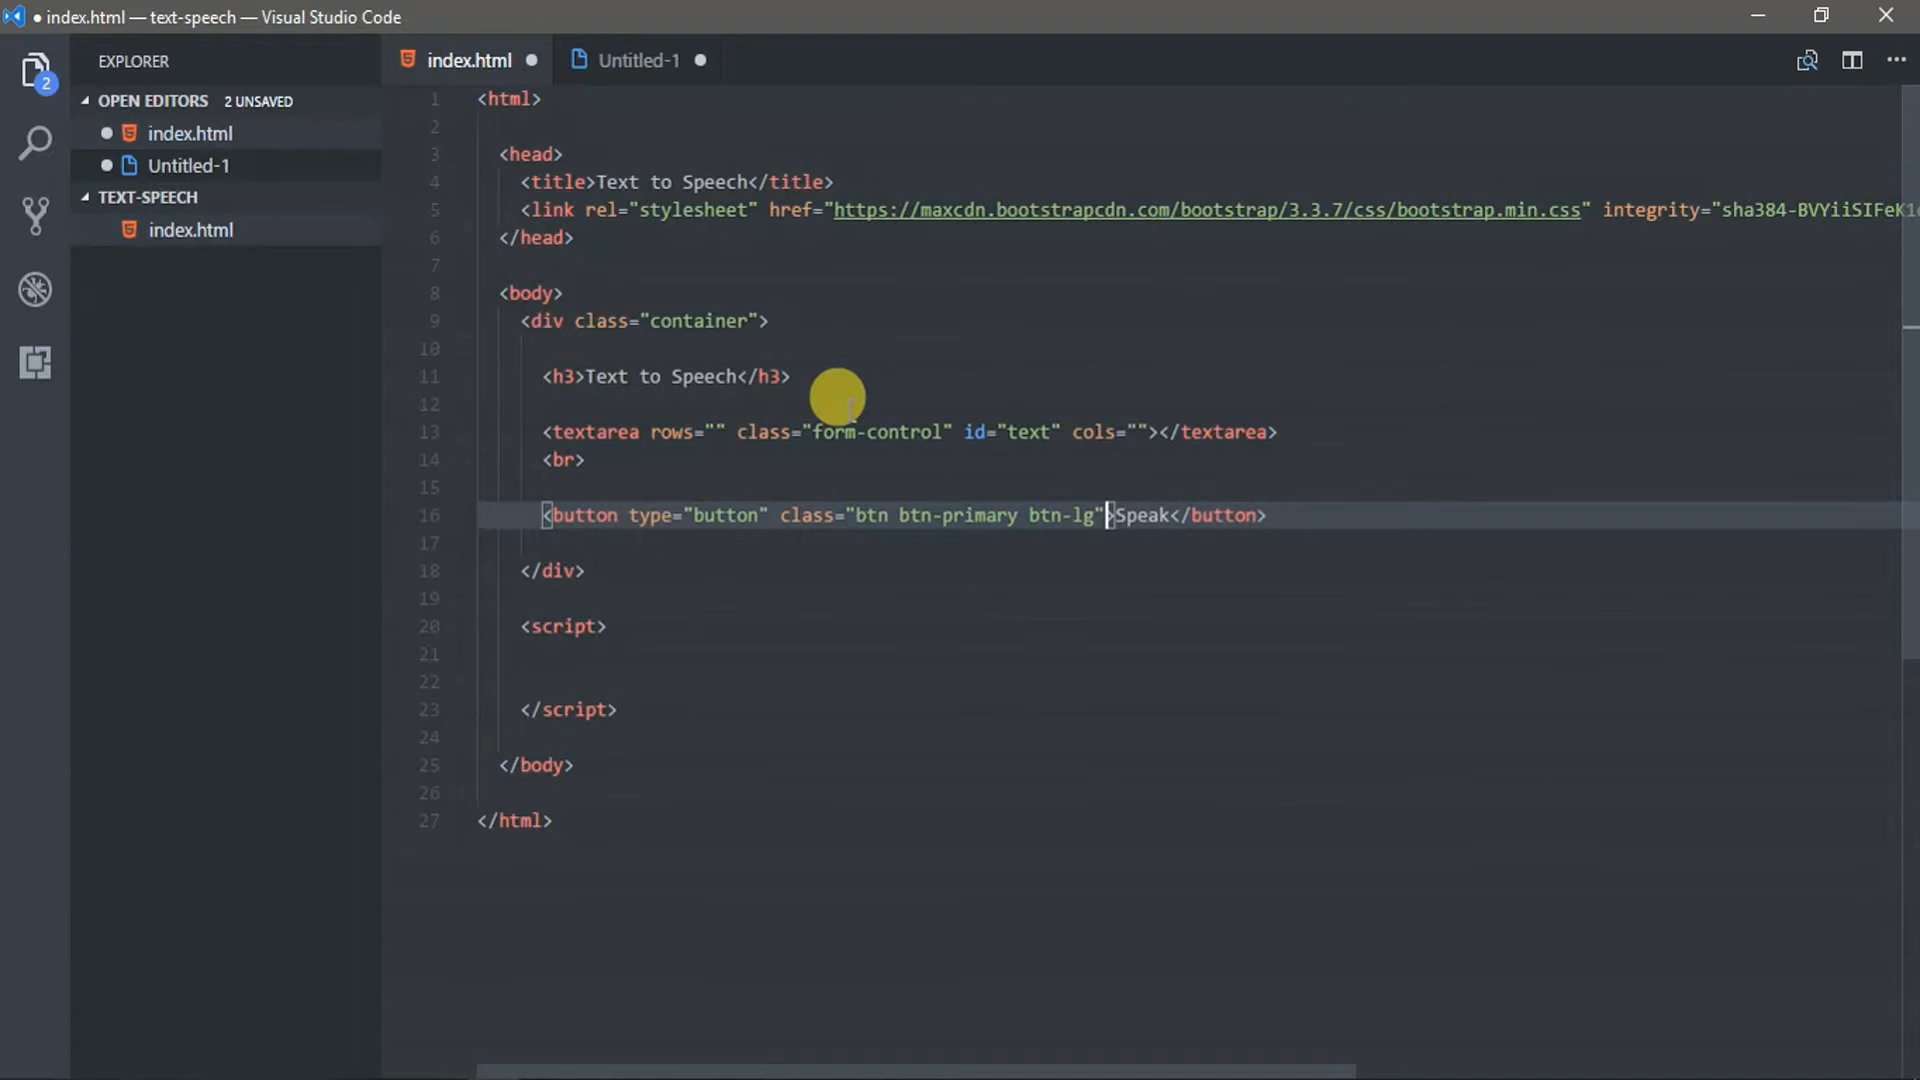 index.html — text-speech — Visual Studio Code
EXPLORER
OPEN EDITORS 2 UNSAVED
index.html
Untitled-1
TEXT-SPEECH
index.html
2
index.html
Untitled-1
1 <html>
2
3 <head>
4 <title>Text to Speech</title>
5 <link rel="stylesheet" href="https://maxcdn.bootstrapcdn.com/bootstrap/3.3.7/css/bootstrap.min.css" integrity="sha384-BVYiiSIFeK1
6 </head>
7
8 <body>
9 <div class="container">
10
11 <h3>Text to Speech</h3>
12
13 <textarea rows="" class="form-control" id="text" cols=""></textarea>
14 <br>
15
16 <button type="button" class="btn btn-primary btn-lg">Speak</button>
17
18 </div>
19
20 <script>
21
22
23 </script>
24
25 </body>
26
27 </html>